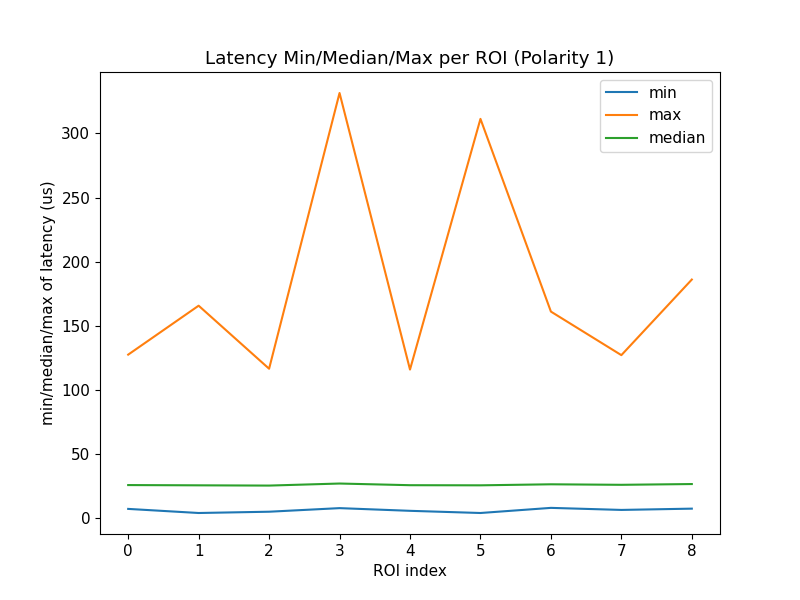 Latency Min/Median/Max per ROI (Polarity 1)
min
max
median
300
250
200
150
100
50
0
min/median/max of latency (us)
0 1 2 3 4 5 6 7 8
ROI index